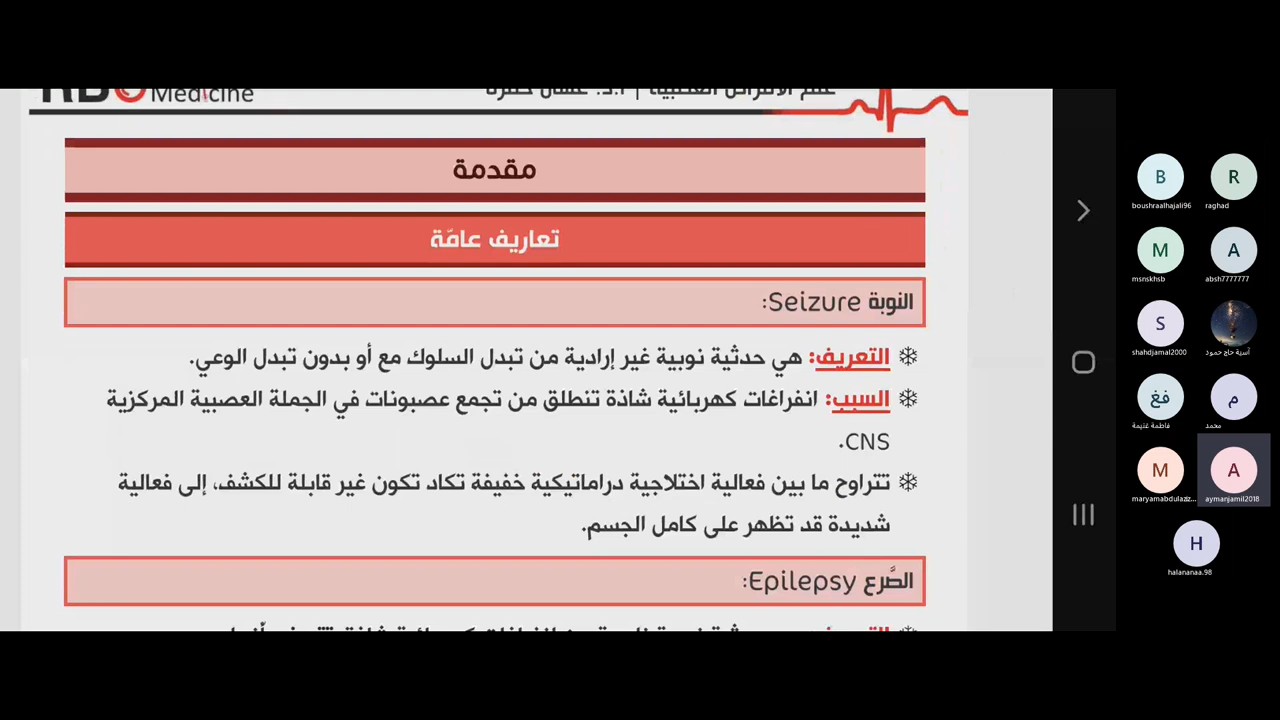 Medicine
مقدمة
تعاريف عامّة
النوبة Seizure:
التعريف: هي حدثية نوبية غير إرادية من تبدل السلوك مع أو بدون تبدل الوعي.
السبب: انفراغات كهربائية شاذة تنطلق من تجمع عصبونات في الجملة العصبية المركزية
CNS.
تتراوح ما بين فعالية اختلاجية دراماتيكية خفيفة تكاد تكون غير قابلة للكشف، إلى فعالية
شديدة قد تظهر على كامل الجسم.
الصَّرع Epilepsy:
B
boushraalhajali96
R
raghad
M
msnskhsb
A
absh7777777
S
shahdjamal2000
آسية حاج حمود
فغ
فاطمة غنيمة
م
محمد
M
maryamabdulaziz...
A
aymanjamil2018
H
halananaa.98